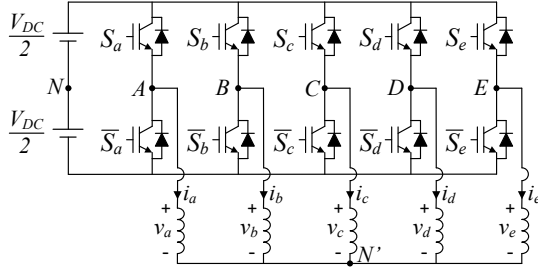 V_DC/2 S_a S_b S_c S_d S_e
N A B C D E
V_DC/2 S̅_a S̅_b S̅_c S̅_d S̅_e
i_a i_b i_c i_d i_e
+ + + + +
v_a v_b v_c v_d v_e
- - - - -
N'